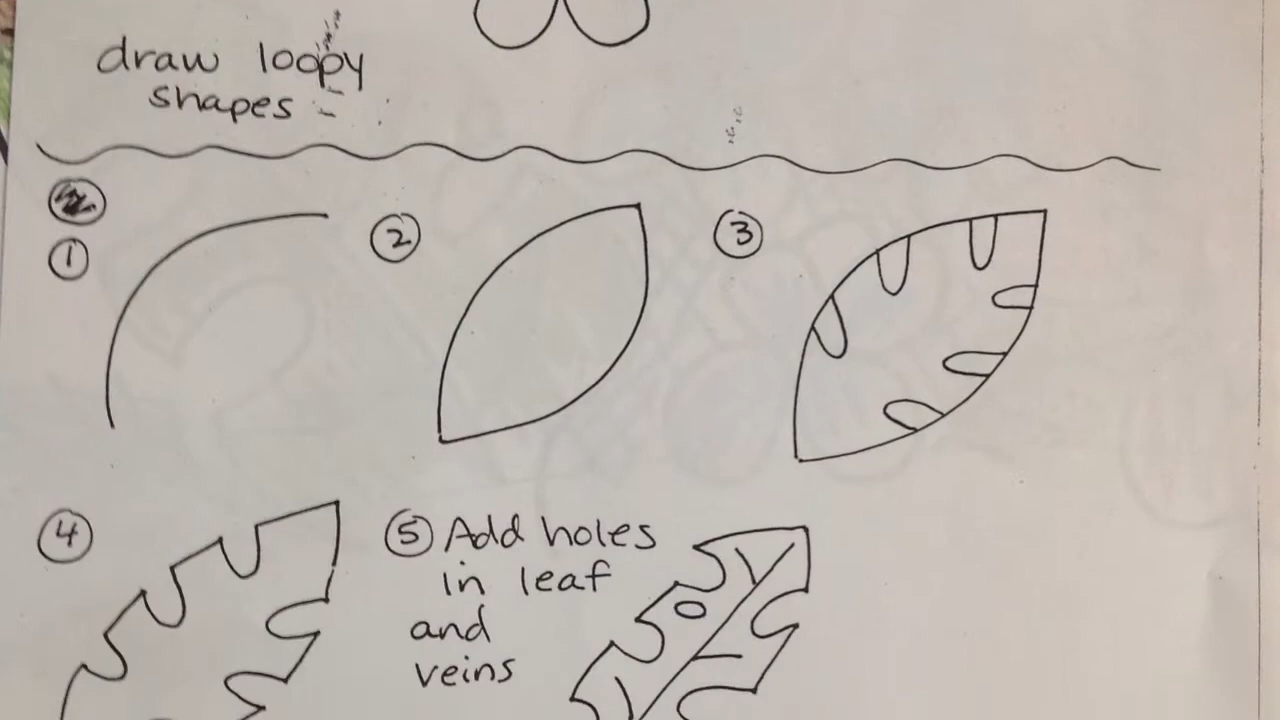 draw loopy
shapes
1
2
3
4
5 Add holes
in leaf
and
veins